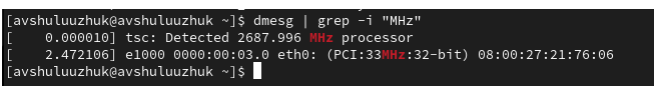 [avshuluuzhuk@avshuluuzhuk ~]$ dmesg | grep -i "MHz"
[    0.000010] tsc: Detected 2687.996 MHz processor
[    2.472106] e1000 0000:00:03.0 eth0: (PCI:33MHz:32-bit) 08:00:27:21:76:06
[avshuluuzhuk@avshuluuzhuk ~]$